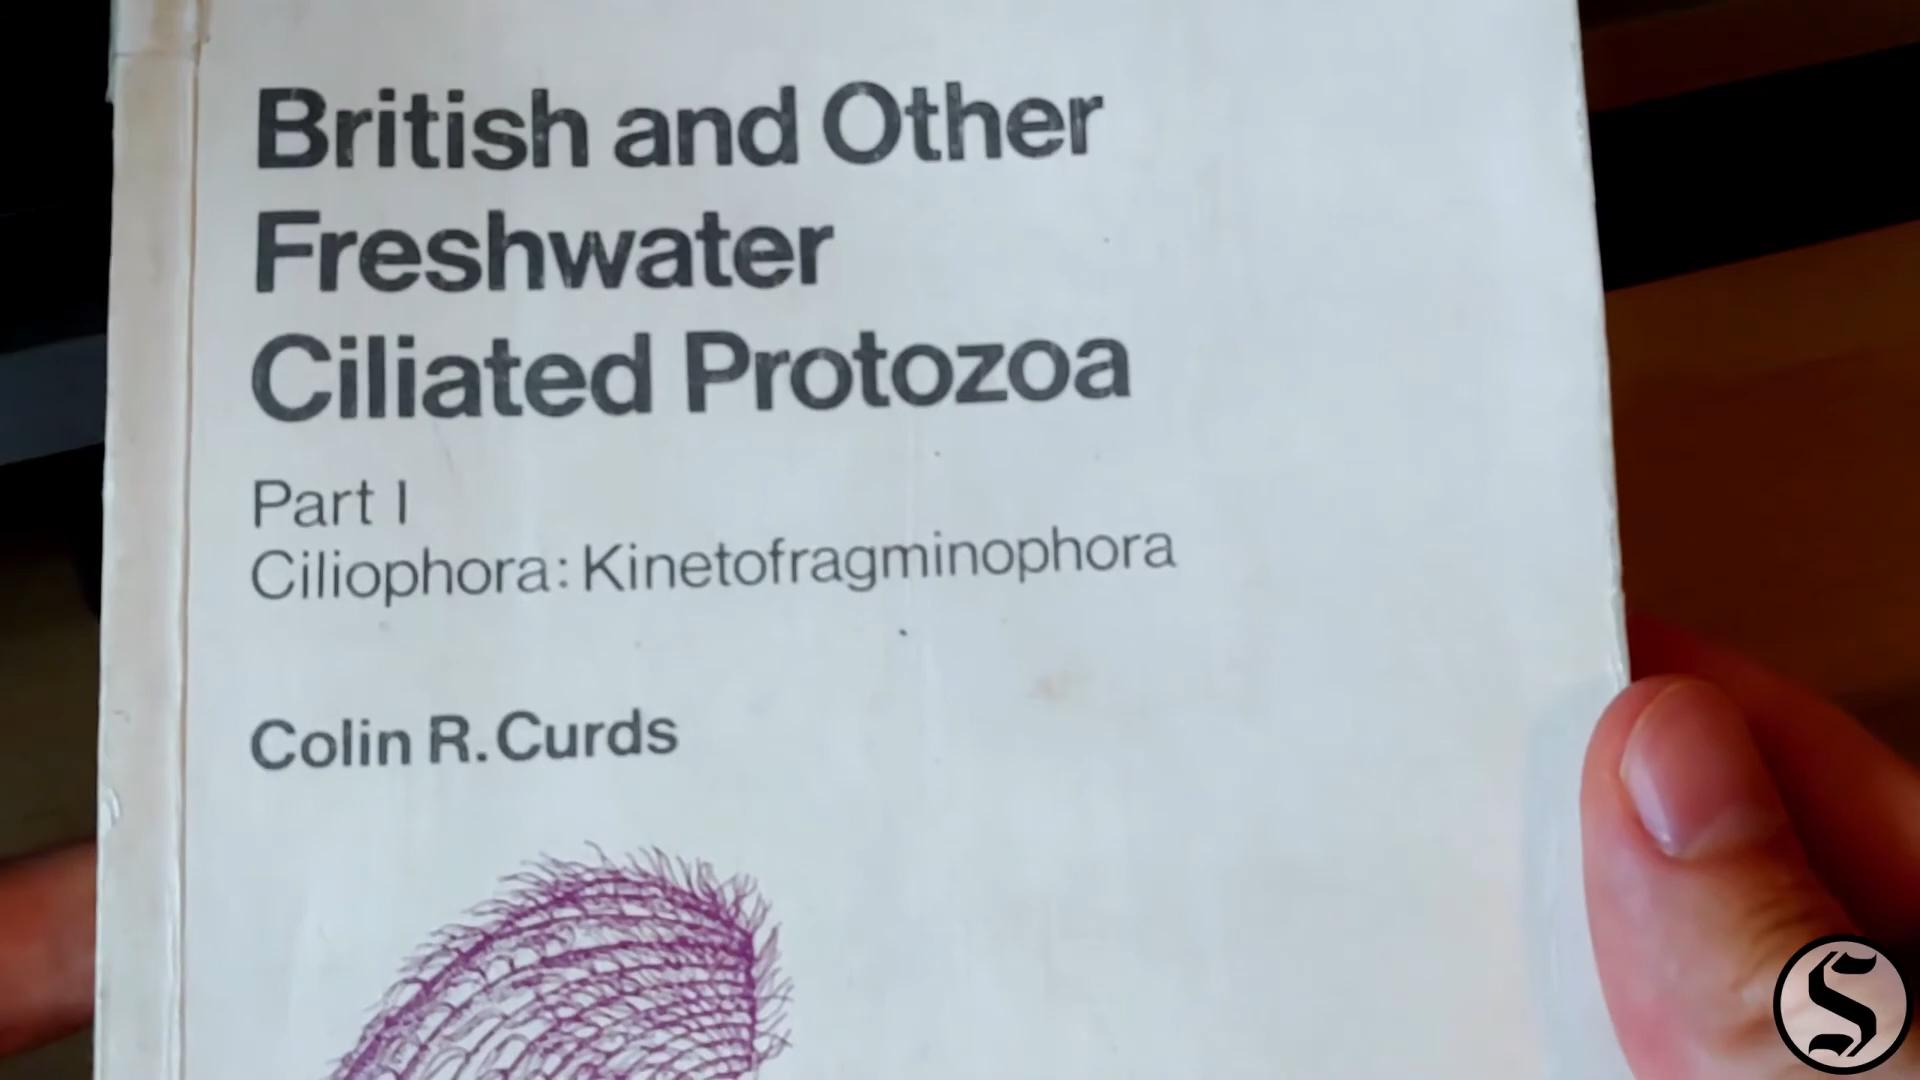 British and Other
Freshwater
Ciliated Protozoa
Part I
Ciliophora: Kinetofragminophora
Colin R. Curds
S